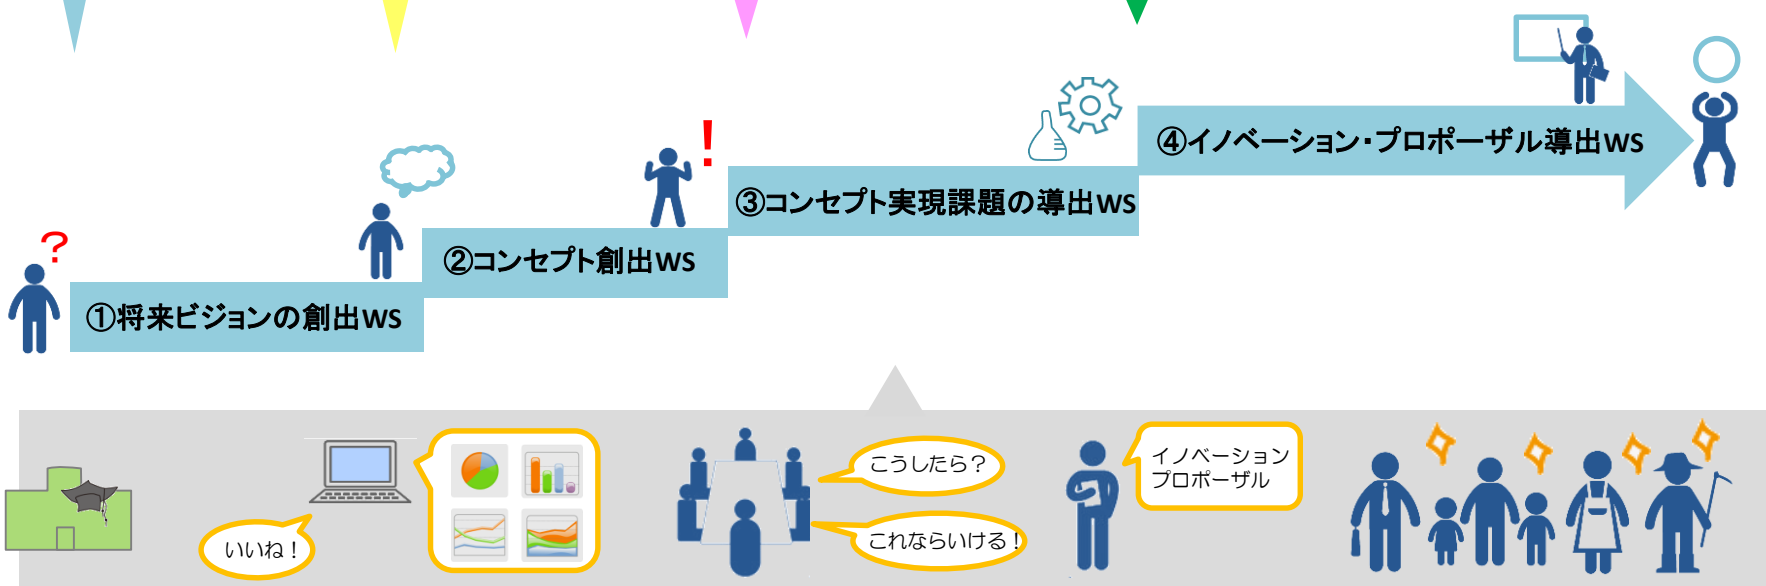 ?
!
①将来ビジョンの創出WS
②コンセプト創出WS
③コンセプト実現課題の導出WS
④イノベーション・プロポーザル導出WS
いいね！
こうしたら？
これならいける！
イノベーション
プロポーザル